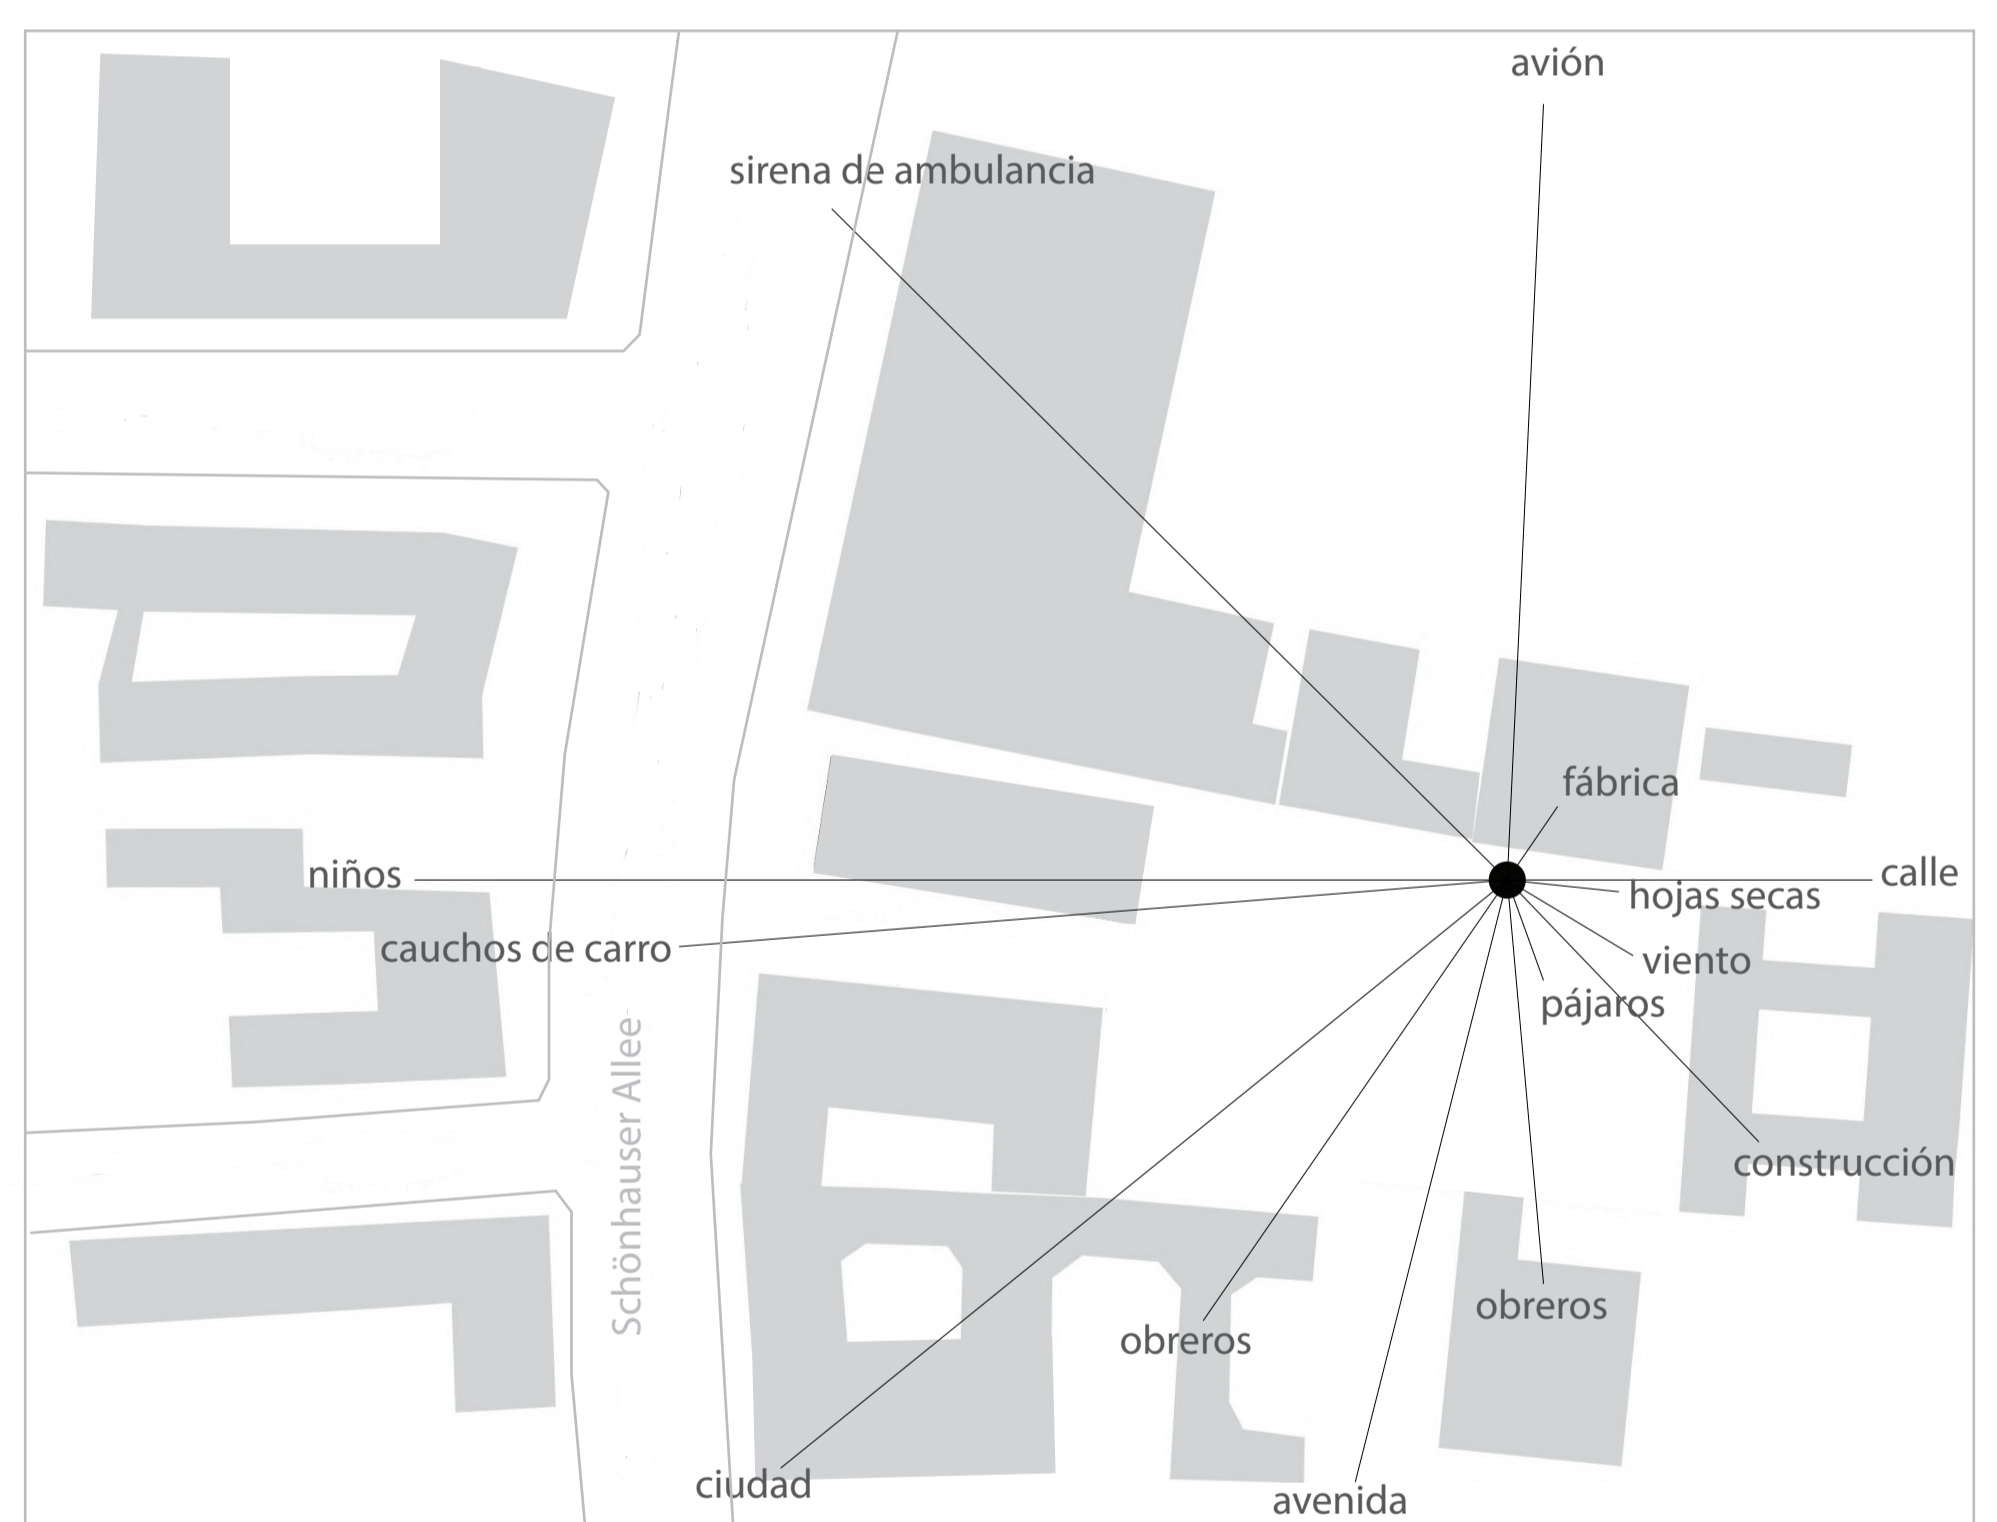 avión
sirena de ambulancia
fábrica
niños
calle
hojas secas
cauchos de carro
viento
pájaros
Schönhauser Allee
construcción
obreros
obreros
ciudad
avenida